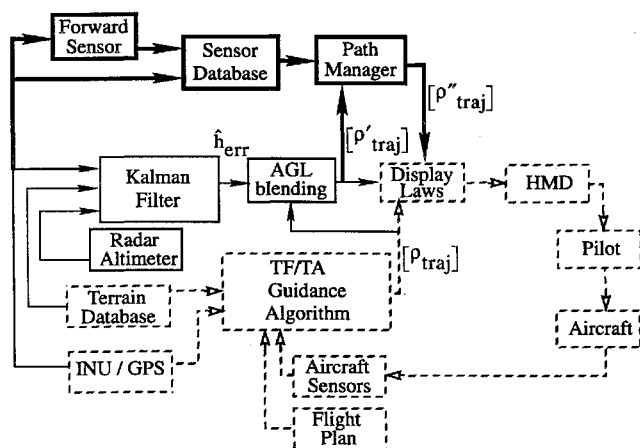 Forward
Sensor
Sensor
Database
Path
Manager
[ρ″traj]
[ρ′traj]
ĥerr
Kalman
Filter
AGL
blending
Display
Laws
HMD
Radar
Altimeter
TF/TA
Guidance
Algorithm
[ρtraj]
Pilot
Terrain
Database
Aircraft
INU / GPS
Aircraft
Sensors
Flight
Plan